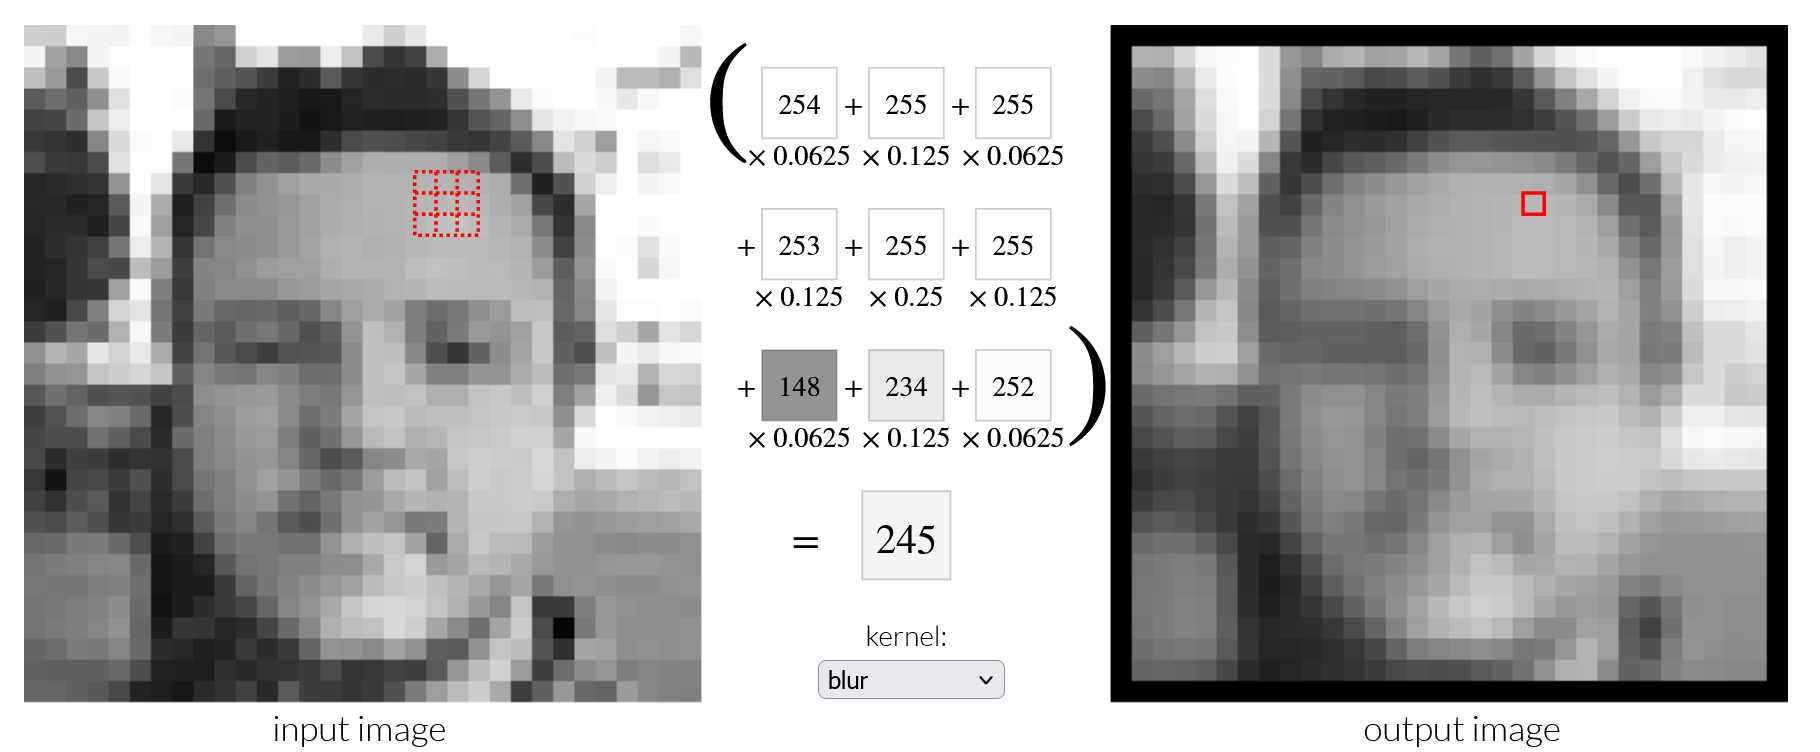 ( 254 + 255 + 255
× 0.0625 × 0.125 × 0.0625
+ 253 + 255 + 255
× 0.125 × 0.25 × 0.125
+ 148 + 234 + 252 )
× 0.0625 × 0.125 × 0.0625
= 245
kernel:
blur
input image
output image